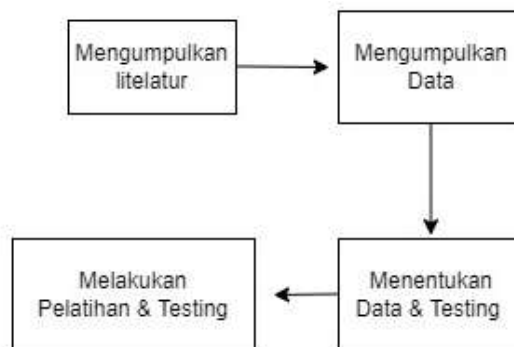 Mengumpulkan
litelatur
Mengumpulkan
Data
Menentukan
Data & Testing
Melakukan
Pelatihan & Testing